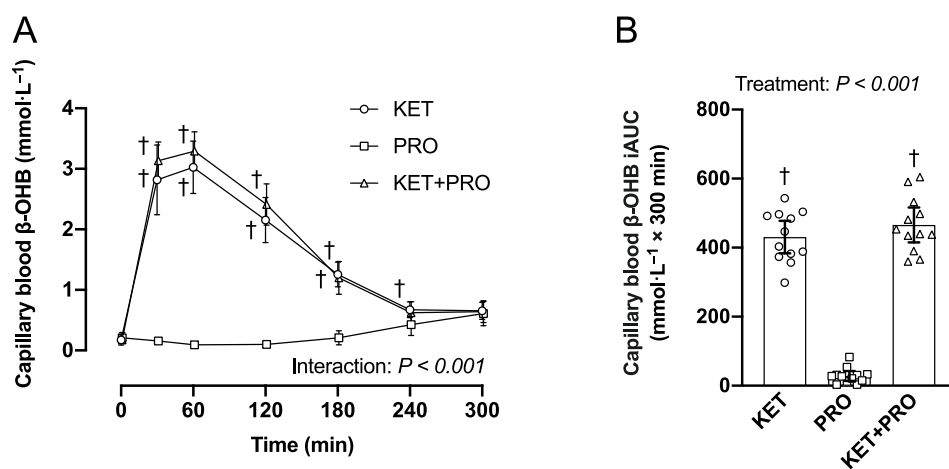 A
Capillary blood β-OHB (mmol·L⁻¹)
4
3
2
1
0
† † † † † † † † †
KET
PRO
KET+PRO
Interaction: P < 0.001
0 60 120 180 240 300
Time (min)
B
Treatment: P < 0.001
Capillary blood β-OHB iAUC
(mmol·L⁻¹ × 300 min)
800
600
400
200
0
† †
KET PRO KET+PRO